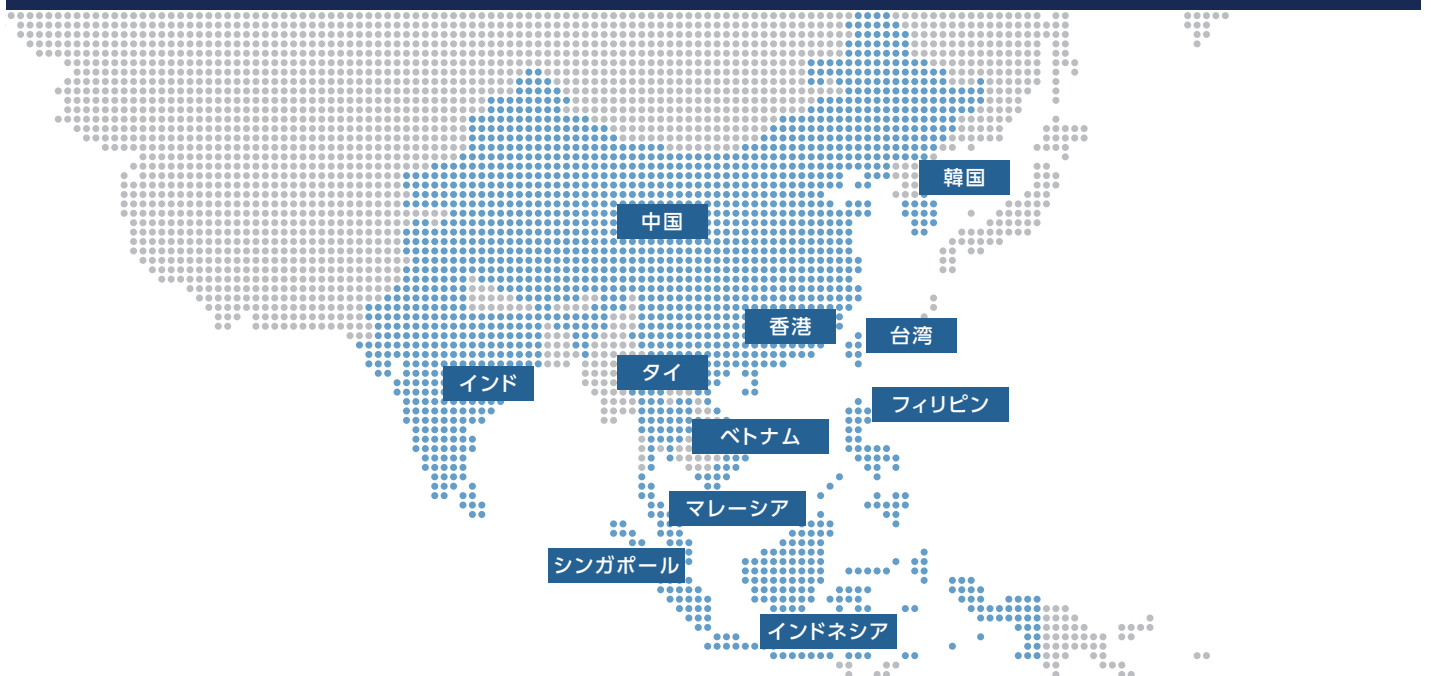 韓国
中国
香港
台湾
タイ
インド
フィリピン
ベトナム
マレーシア
シンガポール
インドネシア